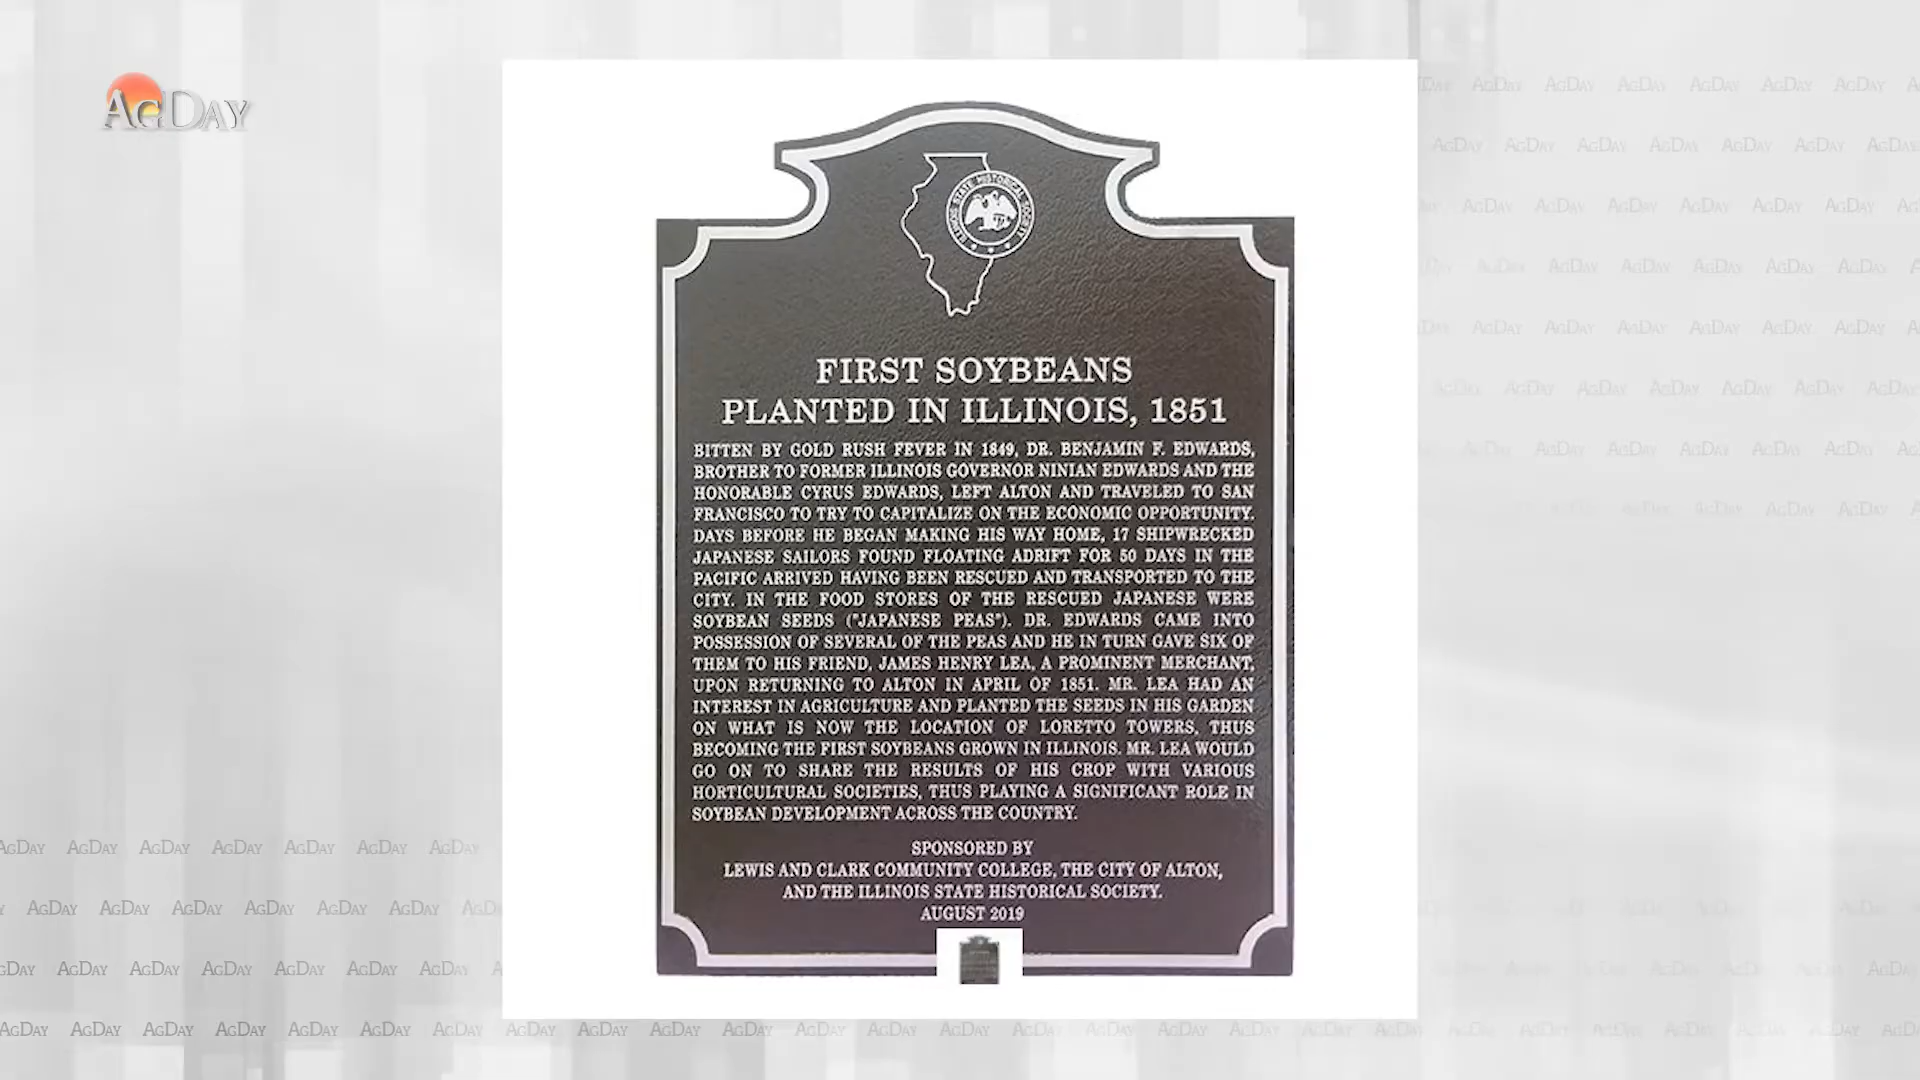 AgDay
ILLINOIS STATE HISTORICAL SOCIETY
FIRST SOYBEANS
PLANTED IN ILLINOIS, 1851
BITTEN BY GOLD RUSH FEVER IN 1849, DR. BENJAMIN F. EDWARDS,
BROTHER TO FORMER ILLINOIS GOVERNOR NINIAN EDWARDS AND THE
HONORABLE CYRUS EDWARDS, LEFT ALTON AND TRAVELED TO SAN
FRANCISCO TO TRY TO CAPITALIZE ON THE ECONOMIC OPPORTUNITY.
DAYS BEFORE HE BEGAN MAKING HIS WAY HOME, 17 SHIPWRECKED
JAPANESE SAILORS FOUND FLOATING ADRIFT FOR 50 DAYS IN THE
PACIFIC ARRIVED HAVING BEEN RESCUED AND TRANSPORTED TO THE
CITY. IN THE FOOD STORES OF THE RESCUED JAPANESE WERE
SOYBEAN SEEDS ("JAPANESE PEAS"). DR. EDWARDS CAME INTO
POSSESSION OF SEVERAL OF THE PEAS AND HE IN TURN GAVE SIX OF
THEM TO HIS FRIEND, JAMES HENRY LEA, A PROMINENT MERCHANT,
UPON RETURNING TO ALTON IN APRIL OF 1851. MR. LEA HAD AN
INTEREST IN AGRICULTURE AND PLANTED THE SEEDS IN HIS GARDEN
ON WHAT IS NOW THE LOCATION OF LORETTO TOWERS, THUS
BECOMING THE FIRST SOYBEANS GROWN IN ILLINOIS. MR. LEA WOULD
GO ON TO SHARE THE RESULTS OF HIS CROP WITH VARIOUS
HORTICULTURAL SOCIETIES, THUS PLAYING A SIGNIFICANT ROLE IN
SOYBEAN DEVELOPMENT ACROSS THE COUNTRY.
SPONSORED BY
LEWIS AND CLARK COMMUNITY COLLEGE, THE CITY OF ALTON,
AND THE ILLINOIS STATE HISTORICAL SOCIETY.
AUGUST 2019